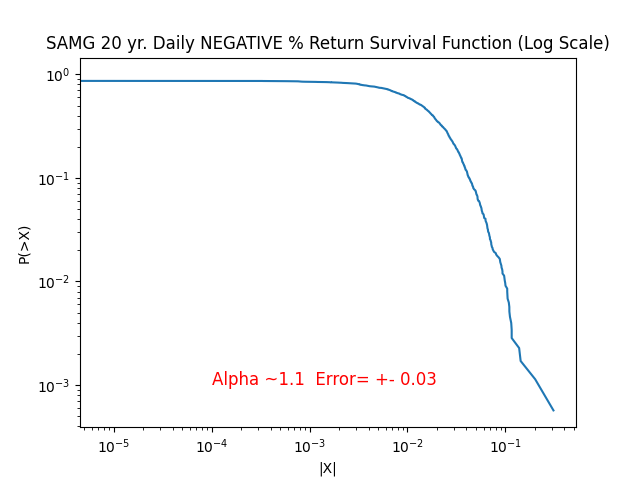 SAMG 20 yr. Daily NEGATIVE % Return Survival Function (Log Scale)
10⁰
10⁻¹
10⁻²
10⁻³
P(>X)
Alpha ~1.1  Error= +- 0.03
10⁻⁵ 10⁻⁴ 10⁻³ 10⁻² 10⁻¹
|X|